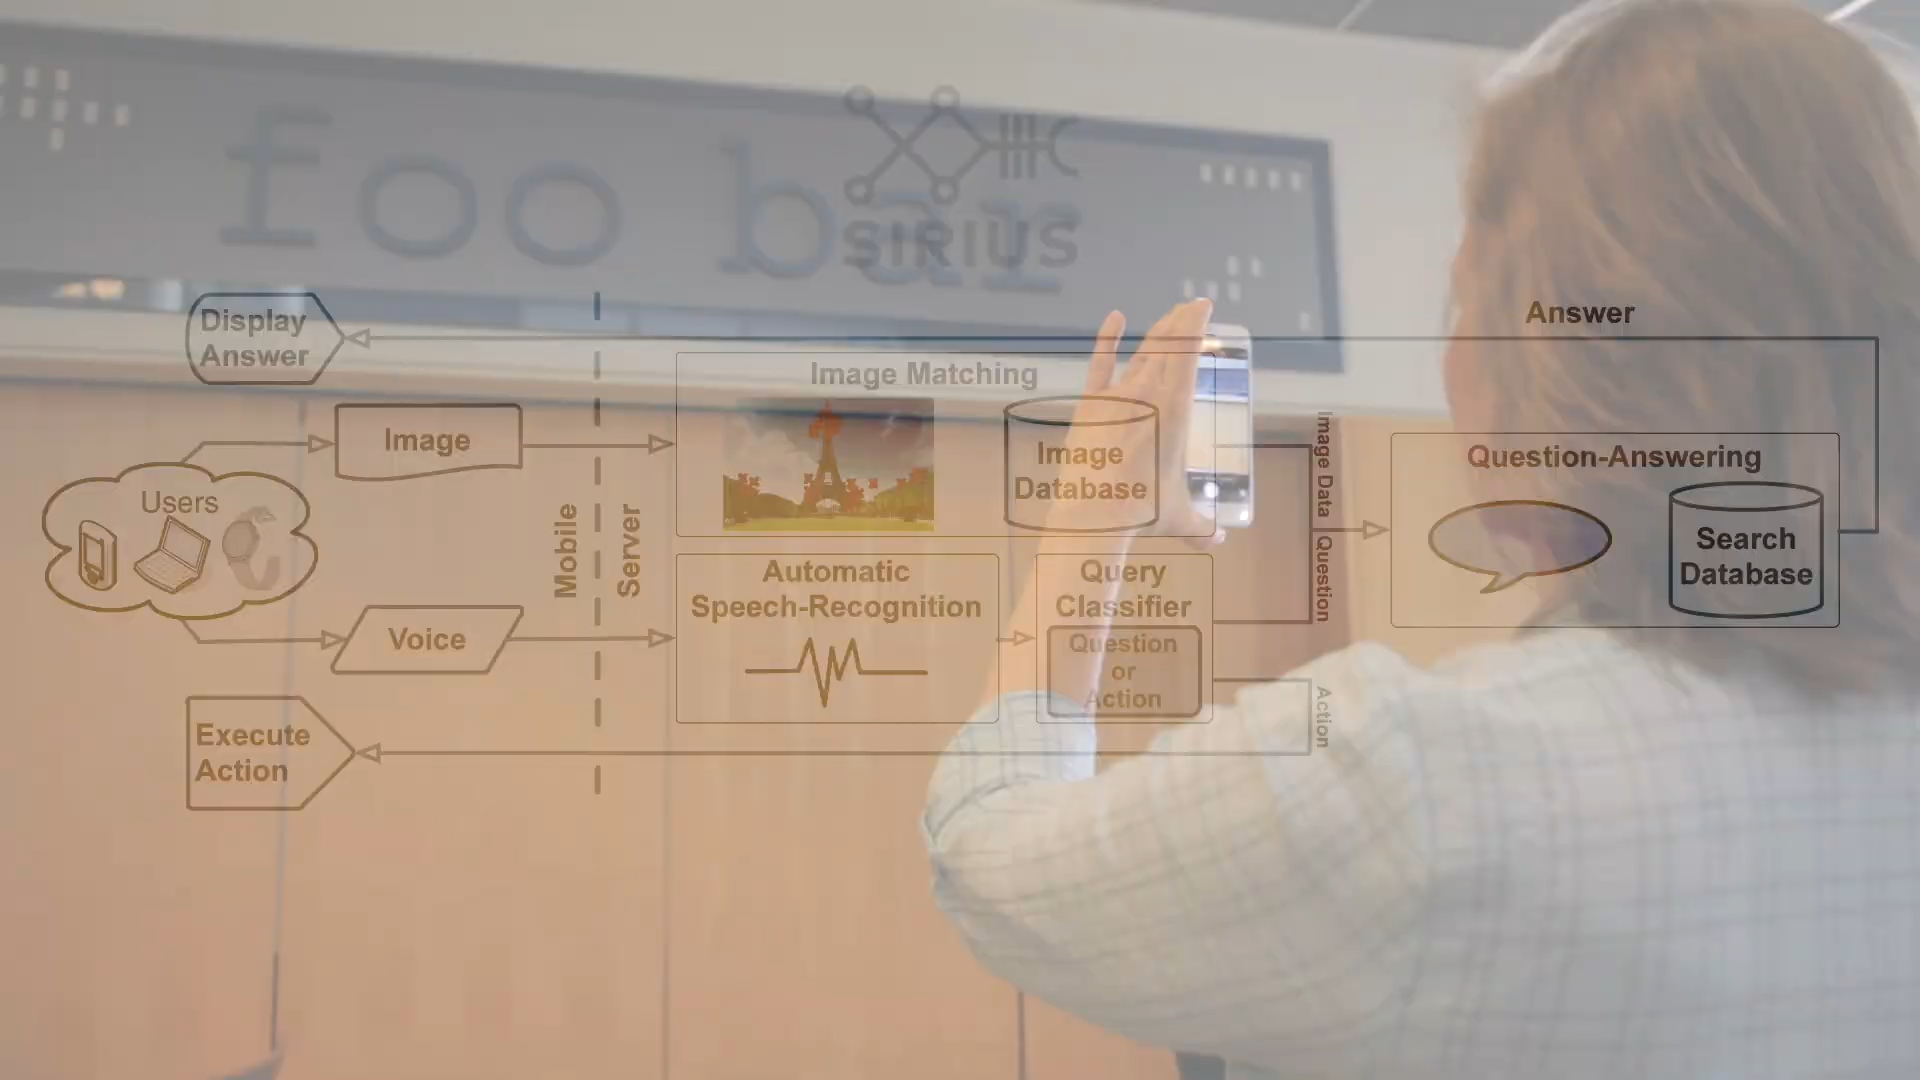 foo bar
SIRIUS
Display
Answer
Answer
Image Matching
Image
Image
Database
Image Data
Question-Answering
Users
Mobile
Server
Search
Database
Automatic
Speech-Recognition
Query
Classifier
Question
Voice
Question
or
Action
Action
Execute
Action